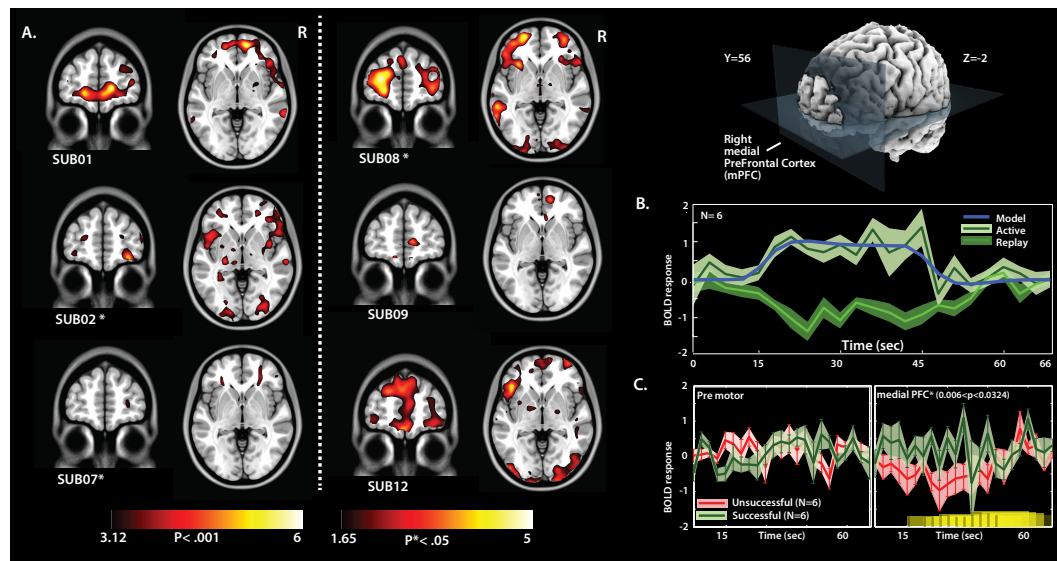 A.
R
R
SUB01
SUB08 *
SUB02 *
SUB09
SUB07*
SUB12
3.12 P< .001 6
1.65 P*< .05 5
Y=56
Z=-2
Right
medial
PreFrontal Cortex
(mPFC)
B.
N= 6
Model
Active
Replay
BOLD response
2
1
0
-1
-2
Time (sec)
0 15 30 45 60 66
C.
Pre motor
medial PFC* (0.006<p<0.0324)
BOLD response
2
1
0
-1
-2
Unsuccessful (N=6)
Successful (N=6)
15 Time (sec) 60
15 Time (sec) 60